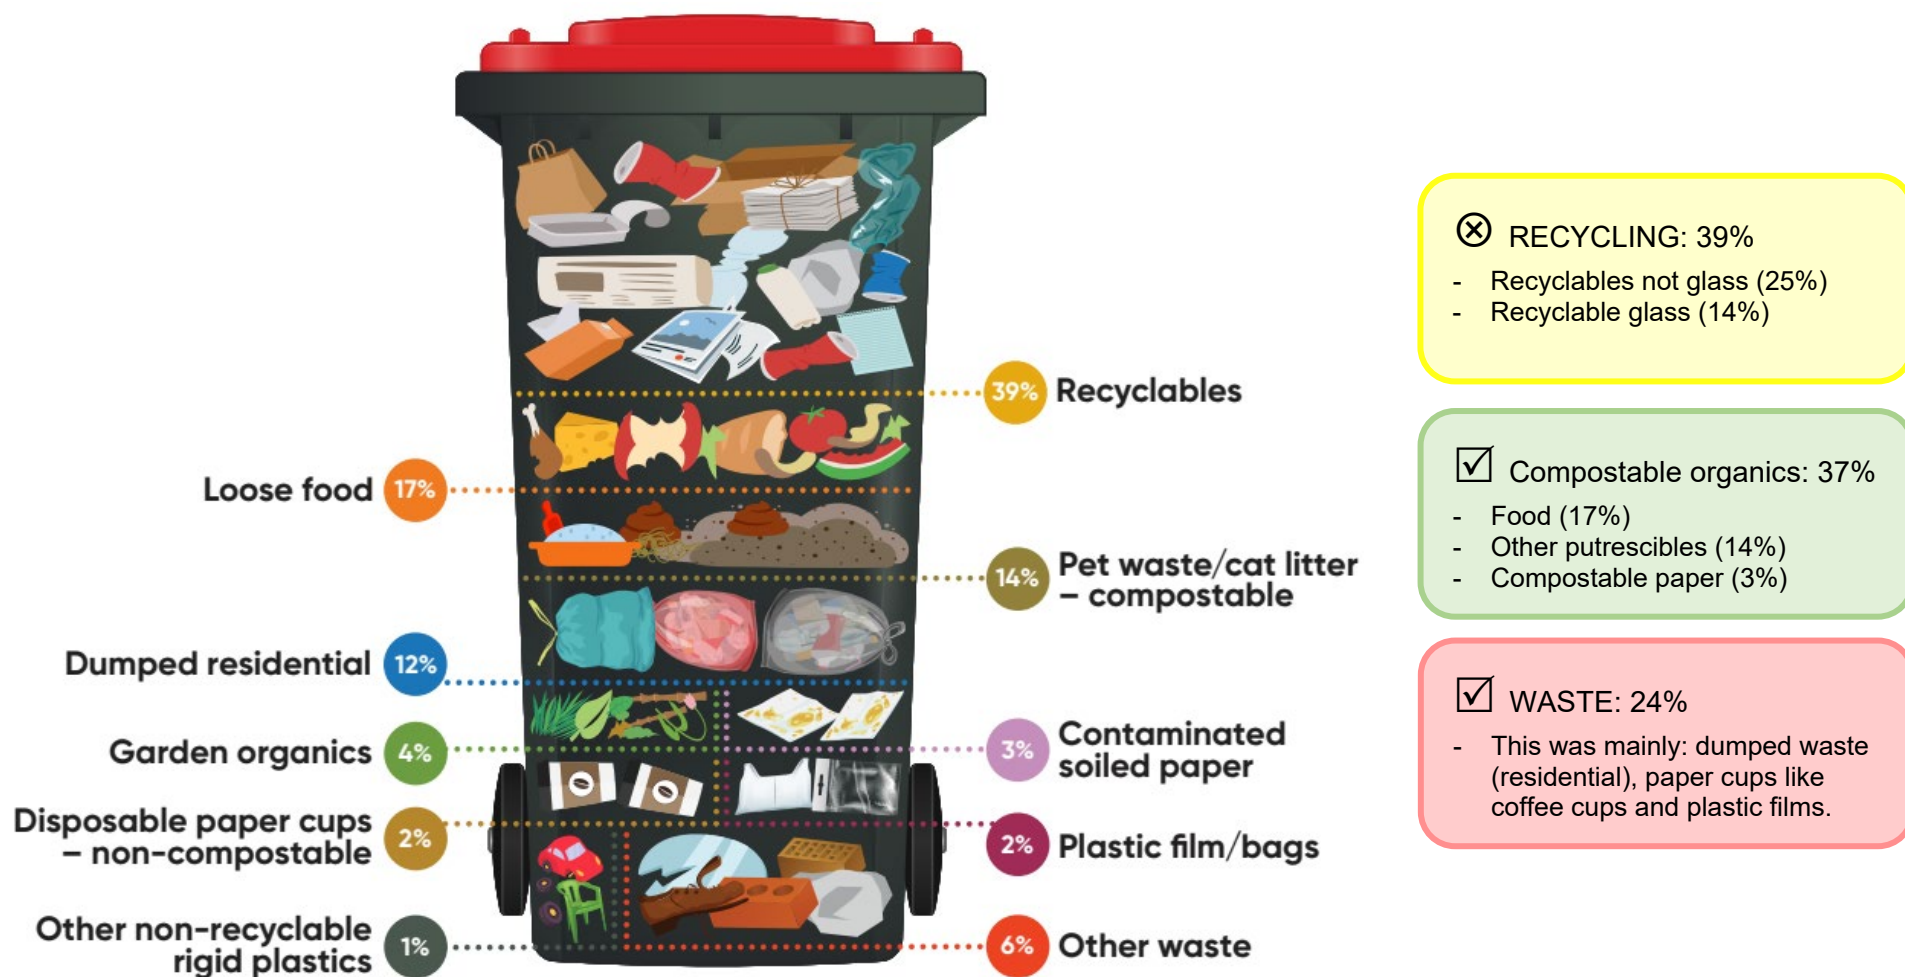 39%
Recyclables
Loose food
17%
14%
Pet waste/cat litter
– compostable
Dumped residential
12%
Garden organics
4%
3%
Contaminated
soiled paper
Disposable paper cups
– non-compostable
2%
2%
Plastic film/bags
Other non-recyclable
rigid plastics
1%
6%
Other waste
RECYCLING: 39%
- Recyclables not glass (25%)
- Recyclable glass (14%)
Compostable organics: 37%
- Food (17%)
- Other putrescibles (14%)
- Compostable paper (3%)
WASTE: 24%
- This was mainly: dumped waste
(residential), paper cups like
coffee cups and plastic films.